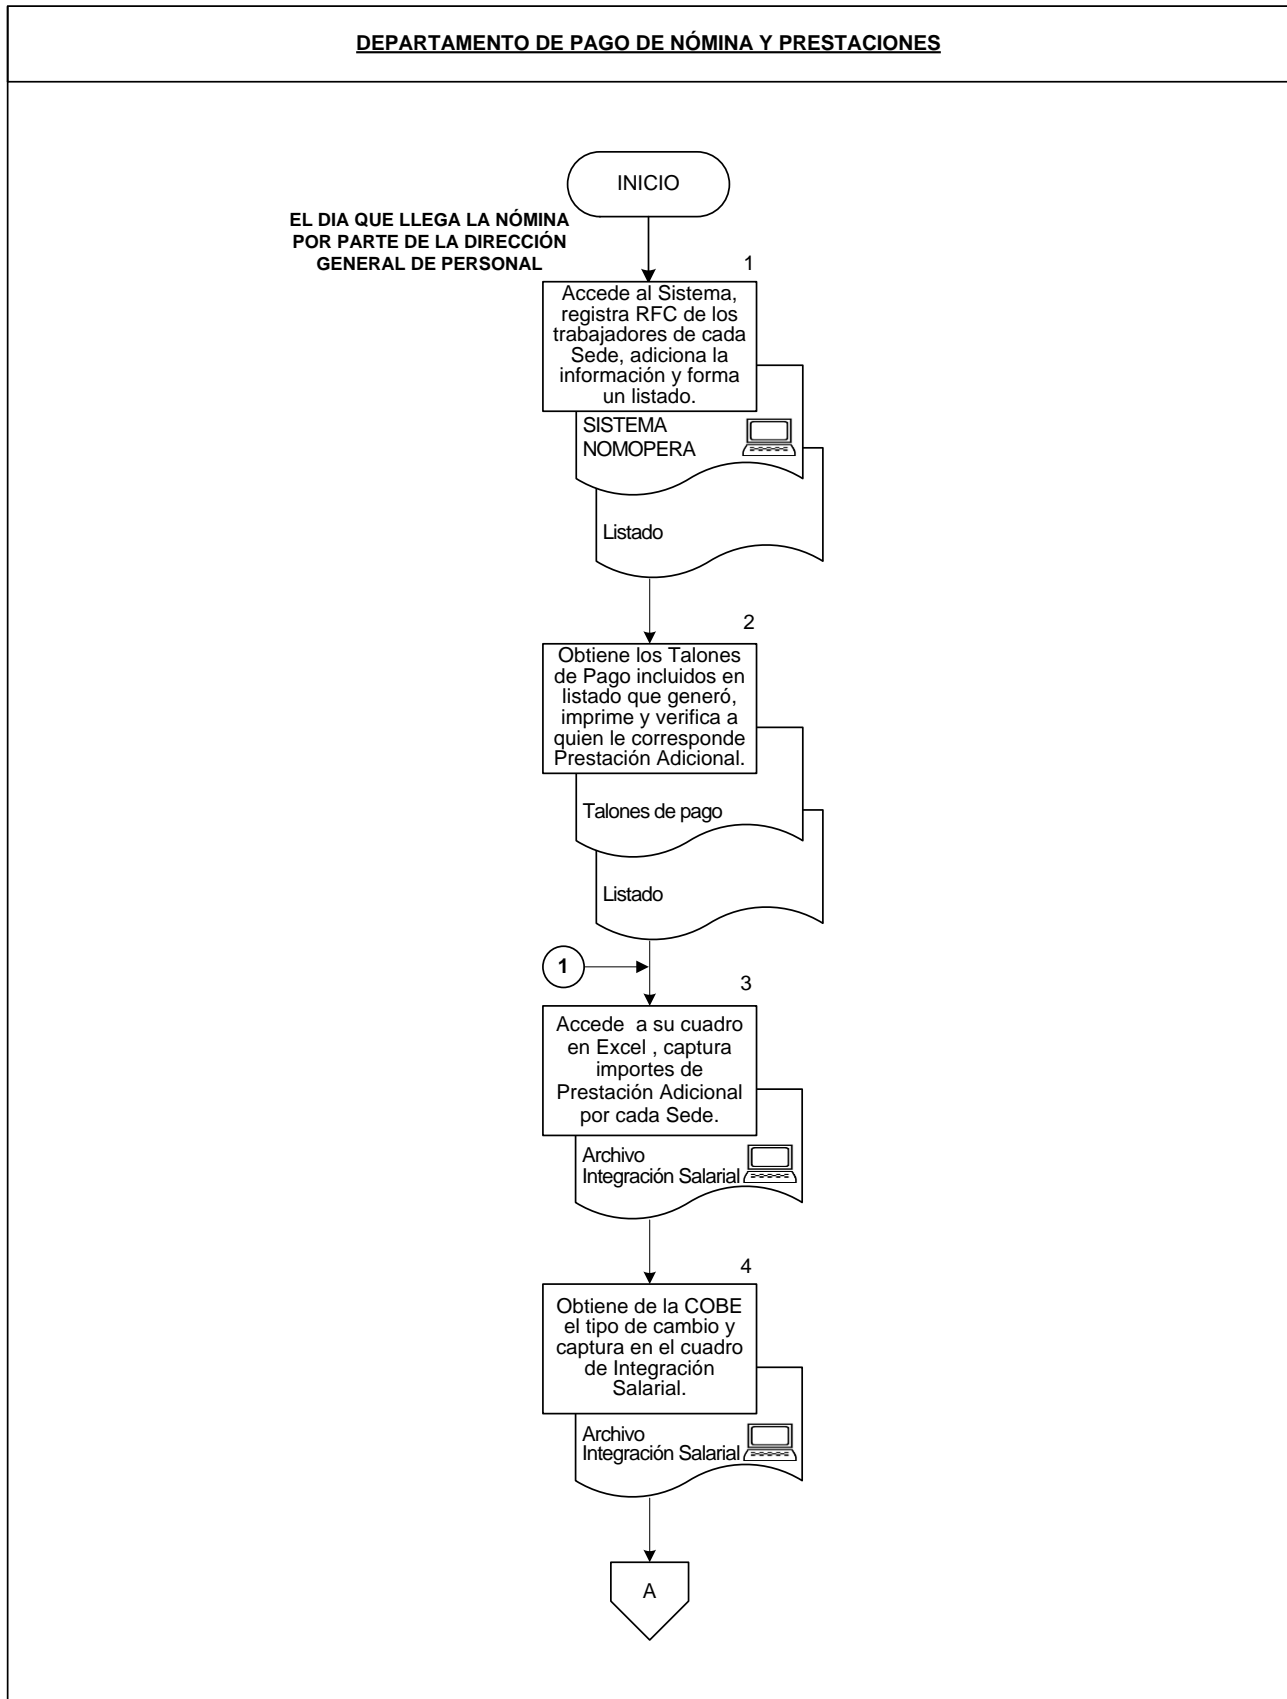 DEPARTAMENTO DE PAGO DE NÓMINA Y PRESTACIONES
INICIO
EL DIA QUE LLEGA LA NÓMINA
POR PARTE DE LA DIRECCIÓN
GENERAL DE PERSONAL
1
Accede al Sistema,
registra RFC de los
trabajadores de cada
Sede, adiciona la
información y forma
un listado.
SISTEMA
NOMOPERA
Listado
2
Obtiene los Talones
de Pago incluidos en
listado que generó,
imprime y verifica a
quien le corresponde
Prestación Adicional.
Talones de pago
Listado
1
3
Accede  a su cuadro
en Excel , captura
importes de
Prestación Adicional
por cada Sede.
Archivo
Integración Salarial
4
Obtiene de la COBE
el tipo de cambio y
captura en el cuadro
de Integración
Salarial.
Archivo
Integración Salarial
A